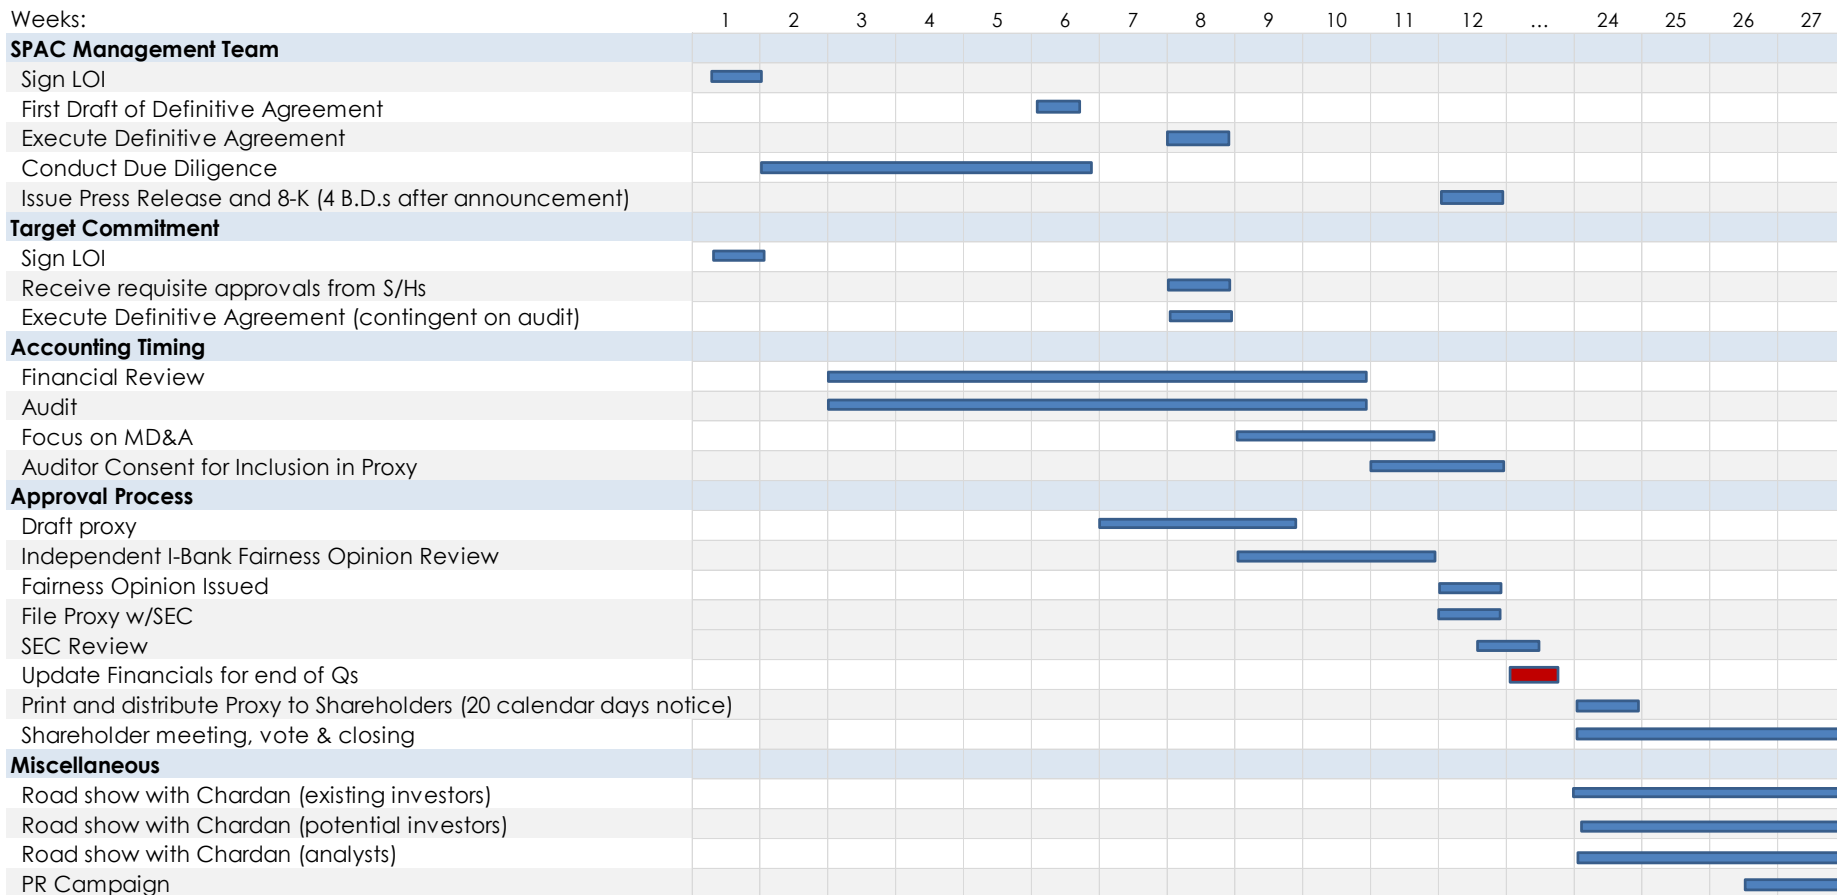 Weeks: 1 2 3 4 5 6 7 8 9 10 11 12 ... 24 25 26 27
SPAC Management Team
Sign LOI
First Draft of Definitive Agreement
Execute Definitive Agreement
Conduct Due Diligence
Issue Press Release and 8-K (4 B.D.s after announcement)
Target Commitment
Sign LOI
Receive requisite approvals from S/Hs
Execute Definitive Agreement (contingent on audit)
Accounting Timing
Financial Review
Audit
Focus on MD&A
Auditor Consent for Inclusion in Proxy
Approval Process
Draft proxy
Independent I-Bank Fairness Opinion Review
Fairness Opinion Issued
File Proxy w/SEC
SEC Review
Update Financials for end of Qs
Print and distribute Proxy to Shareholders (20 calendar days notice)
Shareholder meeting, vote & closing
Miscellaneous
Road show with Chardan (existing investors)
Road show with Chardan (potential investors)
Road show with Chardan (analysts)
PR Campaign